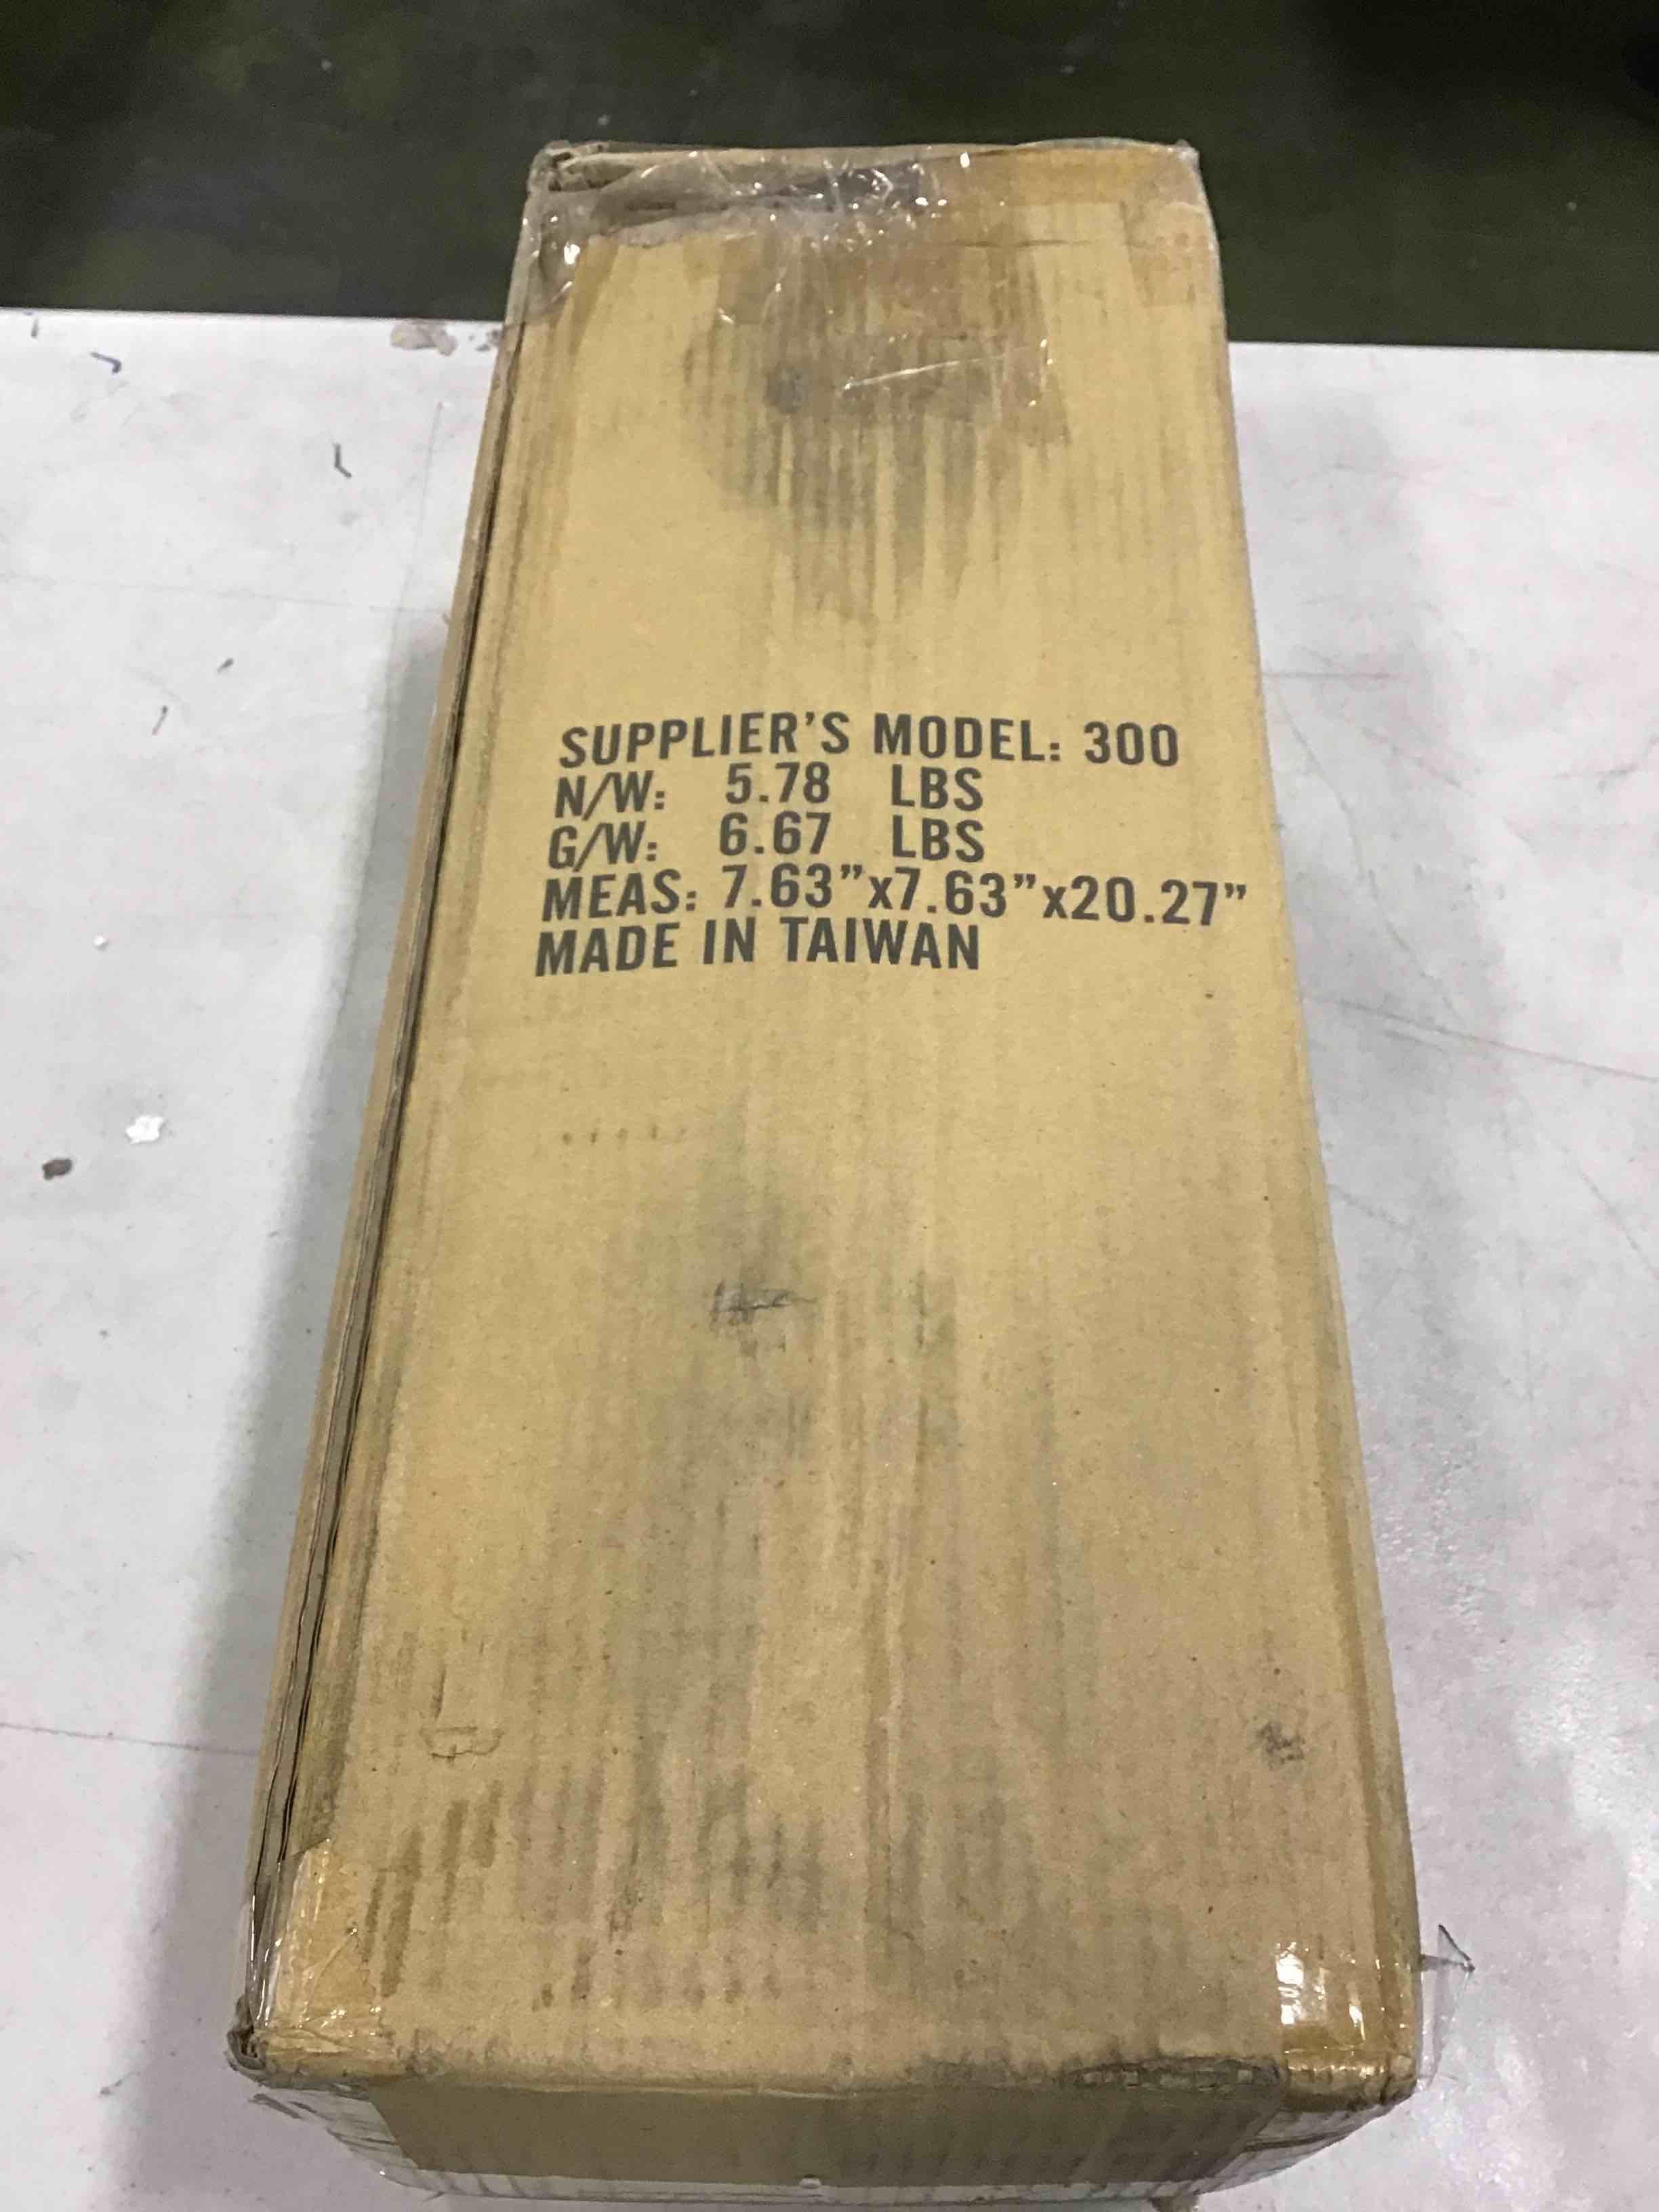 SUPPLIER'S MODEL: 300
N/W: 5.78 LBS
G/W: 6.67 LBS
MEAS: 7.63”x7.63”x20.27”
MADE IN TAIWAN